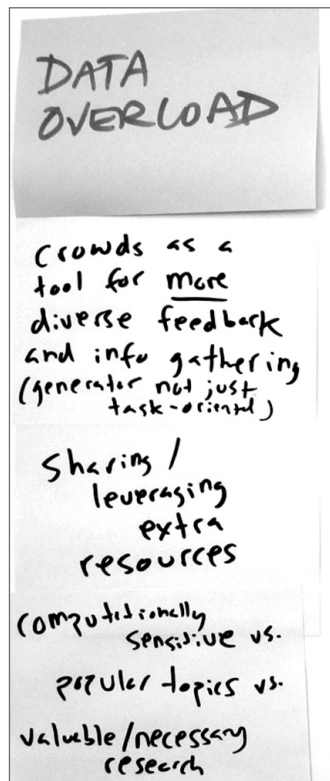 DATA
OVERLOAD
Crowds as a
tool for more
diverse feedback
and info gathering
(generator not just
task-oriented)
Sharing /
leveraging
extra
resources
computationally
sensitive vs.
popular topics vs.
valuable/necessary
research